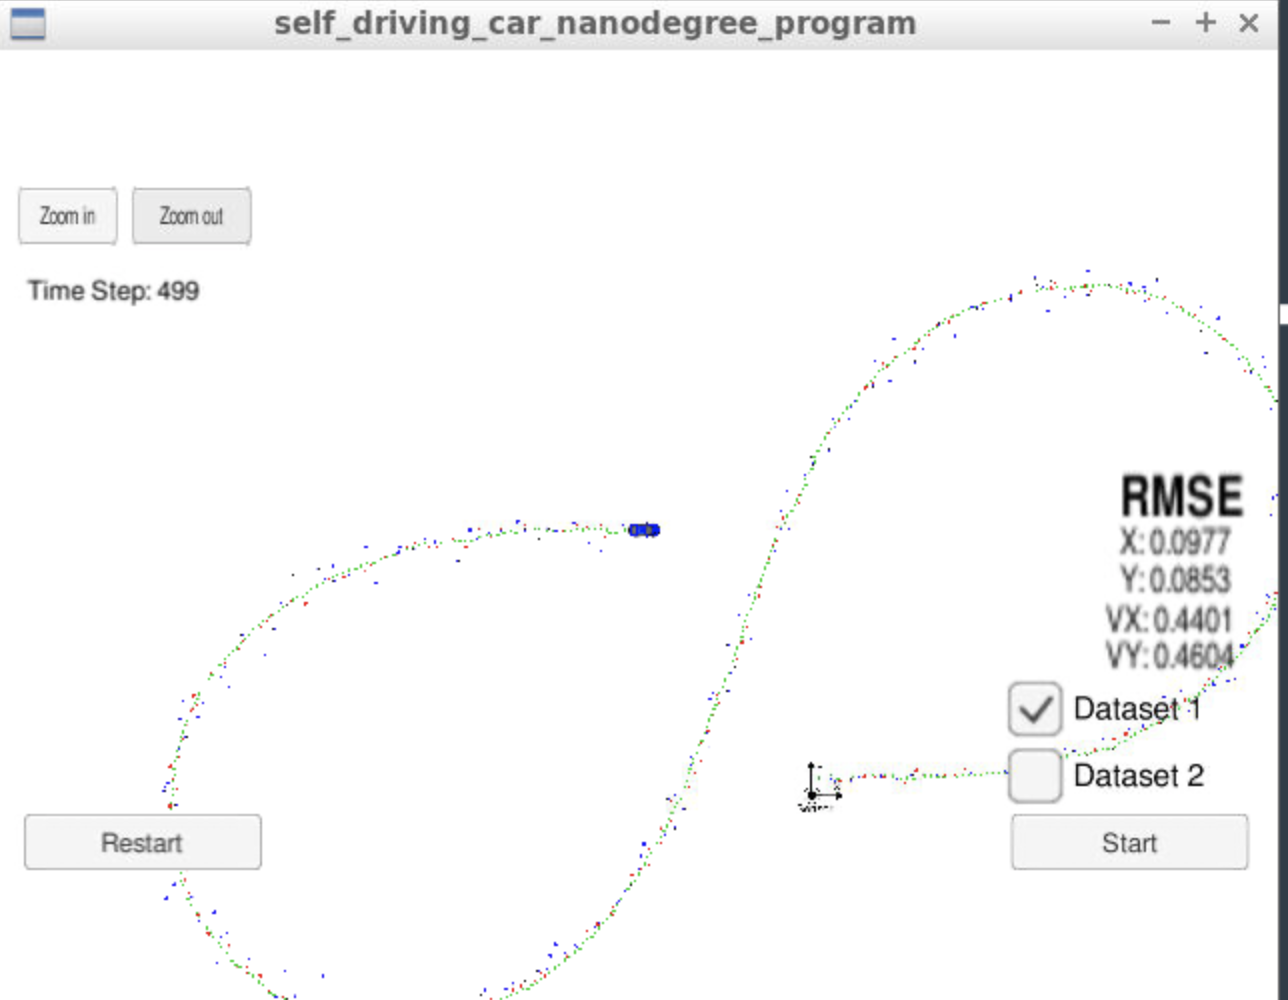 self_driving_car_nanodegree_program
Zoom in
Zoom out
Time Step: 499
RMSE
X: 0.0977
Y: 0.0853
VX: 0.4401
VY: 0.4604
Dataset 1
Dataset 2
Restart
Start